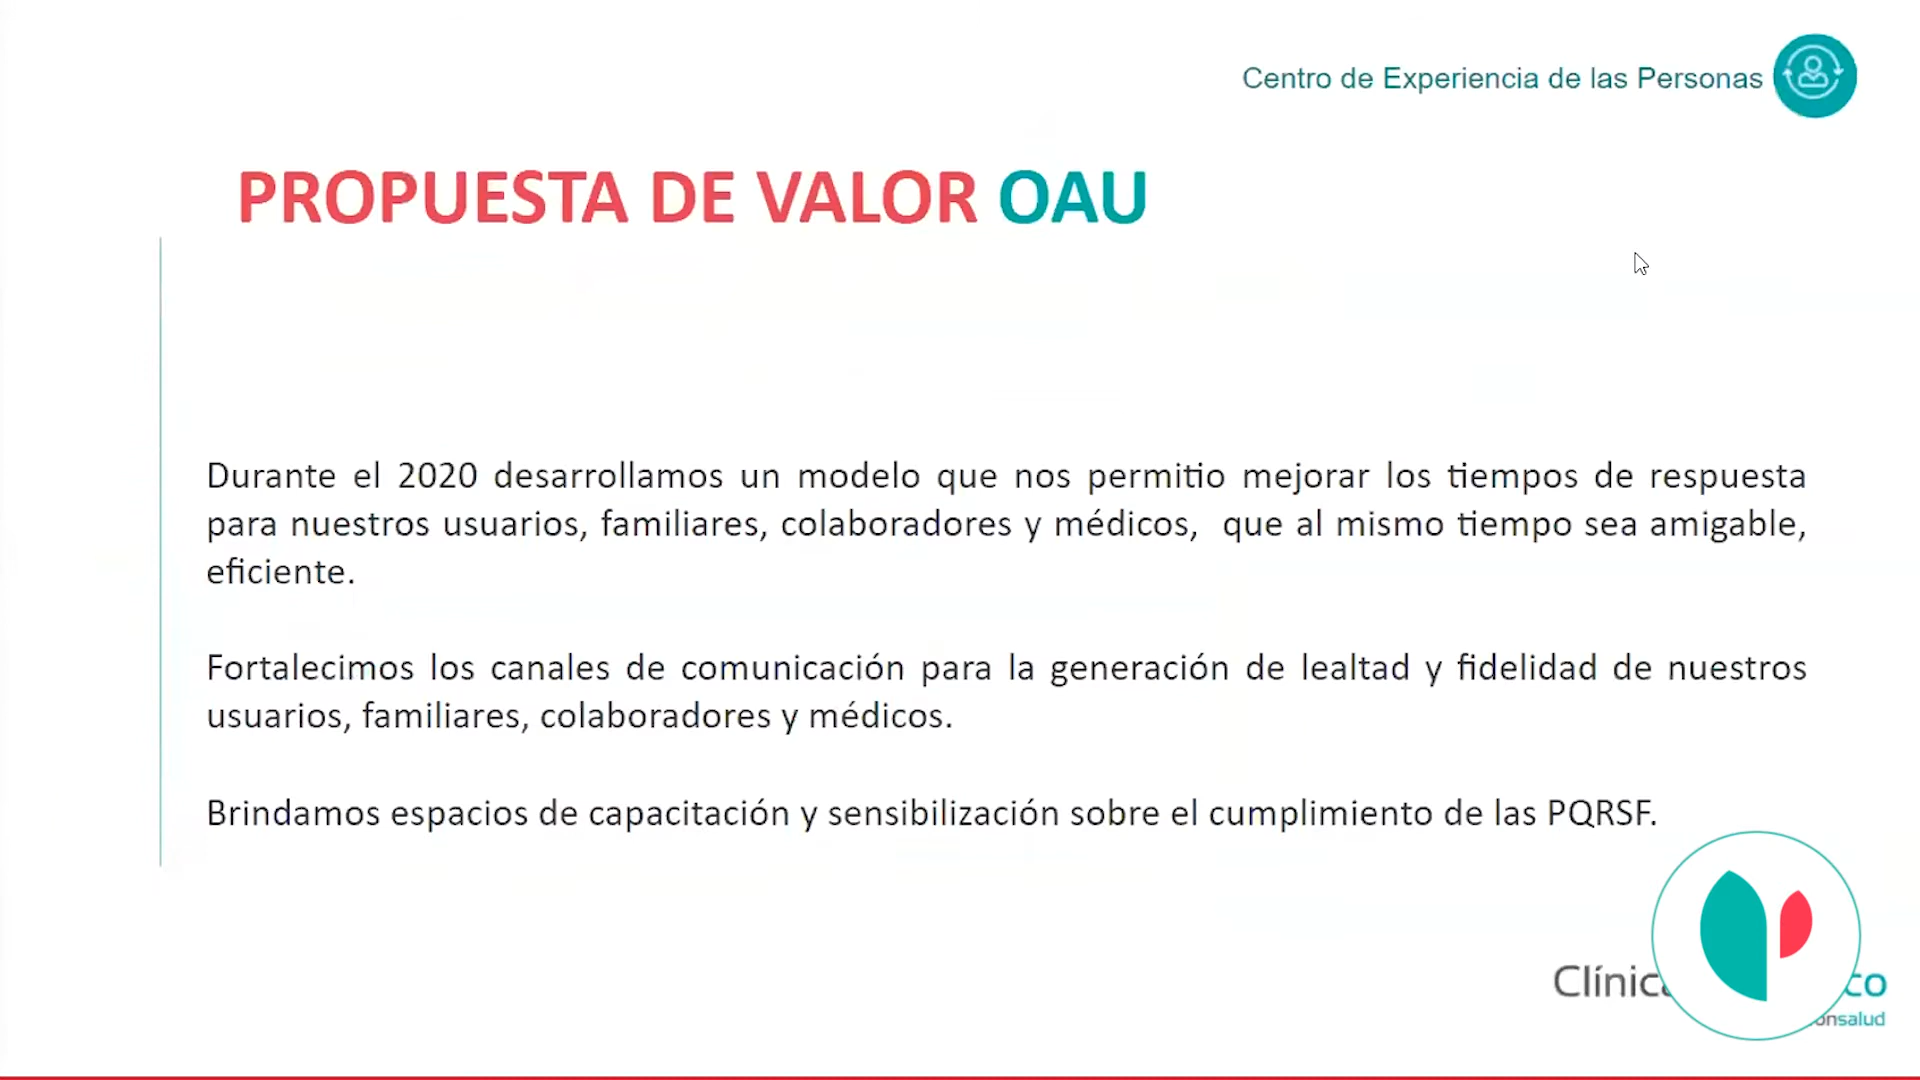 Centro de Experiencia de las Personas
PROPUESTA DE VALOR OAU
Durante el 2020 desarrollamos un modelo que nos permitio mejorar los tiempos de respuesta
para nuestros usuarios, familiares, colaboradores y médicos, que al mismo tiempo sea amigable,
eficiente.
Fortalecimos los canales de comunicación para la generación de lealtad y fidelidad de nuestros
usuarios, familiares, colaboradores y médicos.
Brindamos espacios de capacitación y sensibilización sobre el cumplimiento de las PQRSF.